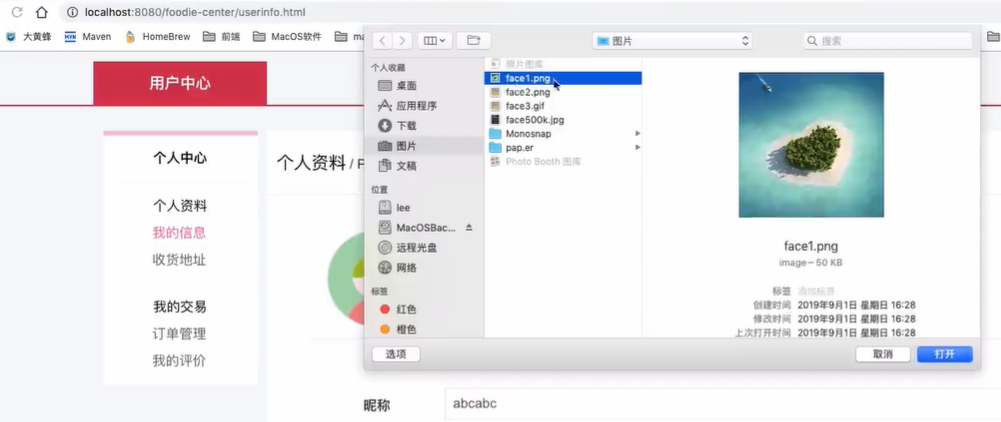 localhost:8080/foodie-center/userinfo.html
大黄蜂
Maven
HomeBrew
前端
MacOS软件
用户中心
个人中心
个人资料
我的信息
收货地址
我的交易
订单管理
我的评价
个人资料 / P
昵称
abcabc
图片
搜索
个人收藏
桌面
应用程序
下载
图片
文稿
位置
lee
MacOSBac...
远程光盘
网络
标签
红色
橙色
照片图库
face1.png
face2.png
face3.gif
face500k.jpg
Monosnap
pap.er
Photo Booth 图库
face1.png
image – 50 KB
标签 添加标签
创建时间 2019年9月1日 星期日 16:28
修改时间 2019年9月1日 星期日 16:28
上次打开时间 2019年9月1日 星期日 16:28
选项
取消
打开